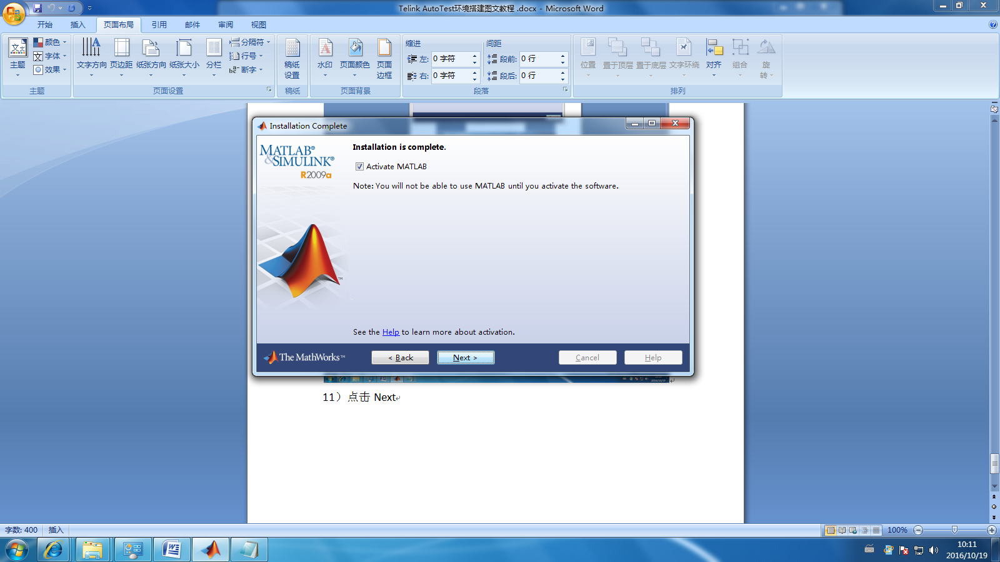 Telink AutoTest环境搭建图文教程 .docx - Microsoft Word
开始 插入 页面布局 引用 邮件 审阅 视图
主题
颜色
字体
效果
主题
文字方向 页边距 纸张方向 纸张大小 分栏
分隔符
行号
断字
页面设置
稿纸
设置
稿纸
水印 页面颜色 页面
边框
页面背景
缩进
左: 0 字符
右: 0 字符
间距
段前: 0 行
段后: 0 行
段落
位置 置于顶层 置于底层 文字环绕 对齐 组合 旋
转
排列
Installation Complete
MATLAB®
&SIMULINK®
R2009a
Installation is complete.
Activate MATLAB
Note: You will not be able to use MATLAB until you activate the software.
See the Help to learn more about activation.
The MathWorks™
< Back
Next >
Cancel
Help
11）点击 Next
字数: 400 插入
100%
10:11
2016/10/19